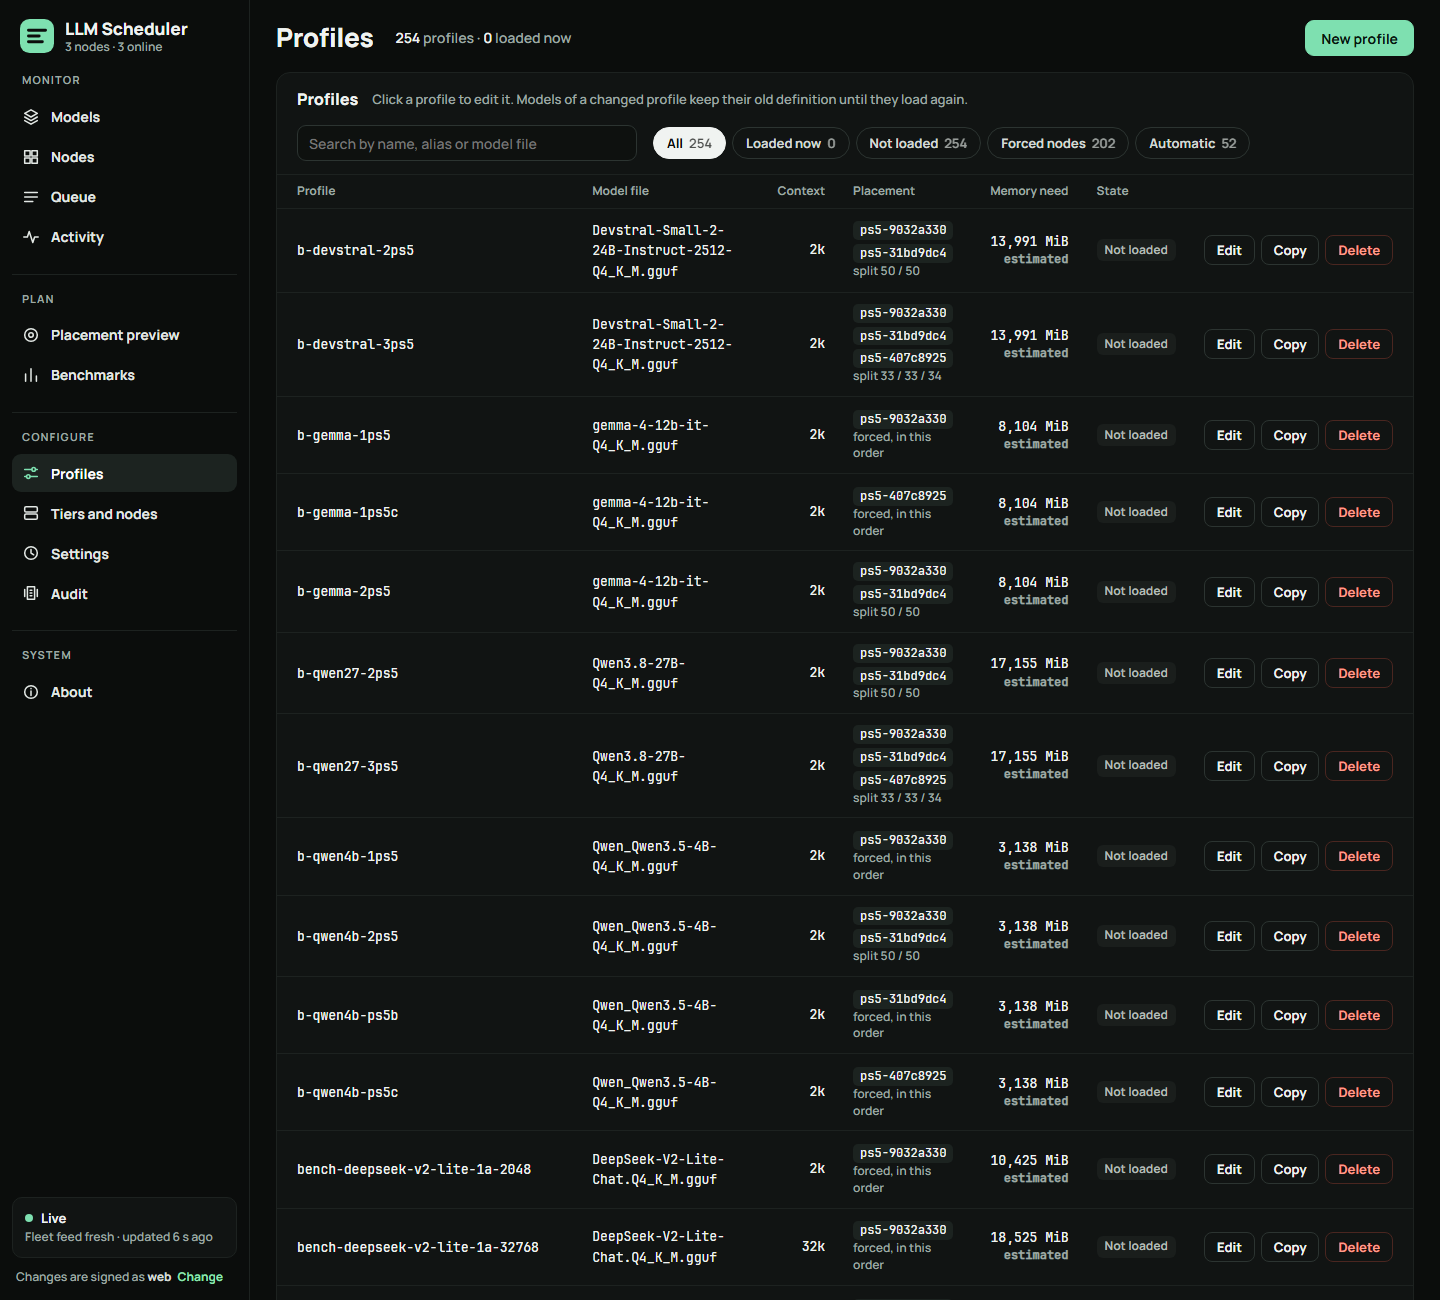 LLM Scheduler
3 nodes · 3 online
MONITOR
Models
Nodes
Queue
Activity
PLAN
Placement preview
Benchmarks
CONFIGURE
Profiles
Tiers and nodes
Settings
Audit
SYSTEM
About
Live
Fleet feed fresh · updated 6 s ago
Changes are signed as web Change
Profiles 254 profiles · 0 loaded now New profile
Profiles Click a profile to edit it. Models of a changed profile keep their old definition until they load again.
Search by name, alias or model file All 254 Loaded now 0 Not loaded 254 Forced nodes 202 Automatic 52
Profile Model file Context Placement Memory need State
b-devstral-2ps5
Devstral-Small-2-
24B-Instruct-2512-
Q4_K_M.gguf
2k
ps5-9032a330
ps5-31bd9dc4
split 50 / 50
13,991 MiB
estimated
Not loaded Edit Copy Delete
b-devstral-3ps5
Devstral-Small-2-
24B-Instruct-2512-
Q4_K_M.gguf
2k
ps5-9032a330
ps5-31bd9dc4
ps5-407c8925
split 33 / 33 / 34
13,991 MiB
estimated
Not loaded Edit Copy Delete
b-gemma-1ps5
gemma-4-12b-it-
Q4_K_M.gguf
2k
ps5-9032a330
forced, in this
order
8,104 MiB
estimated
Not loaded Edit Copy Delete
b-gemma-1ps5c
gemma-4-12b-it-
Q4_K_M.gguf
2k
ps5-407c8925
forced, in this
order
8,104 MiB
estimated
Not loaded Edit Copy Delete
b-gemma-2ps5
gemma-4-12b-it-
Q4_K_M.gguf
2k
ps5-9032a330
ps5-31bd9dc4
split 50 / 50
8,104 MiB
estimated
Not loaded Edit Copy Delete
b-qwen27-2ps5
Qwen3.8-27B-
Q4_K_M.gguf
2k
ps5-9032a330
ps5-31bd9dc4
split 50 / 50
17,155 MiB
estimated
Not loaded Edit Copy Delete
b-qwen27-3ps5
Qwen3.8-27B-
Q4_K_M.gguf
2k
ps5-9032a330
ps5-31bd9dc4
ps5-407c8925
split 33 / 33 / 34
17,155 MiB
estimated
Not loaded Edit Copy Delete
b-qwen4b-1ps5
Qwen_Qwen3.5-4B-
Q4_K_M.gguf
2k
ps5-9032a330
forced, in this
order
3,138 MiB
estimated
Not loaded Edit Copy Delete
b-qwen4b-2ps5
Qwen_Qwen3.5-4B-
Q4_K_M.gguf
2k
ps5-9032a330
ps5-31bd9dc4
split 50 / 50
3,138 MiB
estimated
Not loaded Edit Copy Delete
b-qwen4b-ps5b
Qwen_Qwen3.5-4B-
Q4_K_M.gguf
2k
ps5-31bd9dc4
forced, in this
order
3,138 MiB
estimated
Not loaded Edit Copy Delete
b-qwen4b-ps5c
Qwen_Qwen3.5-4B-
Q4_K_M.gguf
2k
ps5-407c8925
forced, in this
order
3,138 MiB
estimated
Not loaded Edit Copy Delete
bench-deepseek-v2-lite-1a-2048
DeepSeek-V2-Lite-
Chat.Q4_K_M.gguf
2k
ps5-9032a330
forced, in this
order
10,425 MiB
estimated
Not loaded Edit Copy Delete
bench-deepseek-v2-lite-1a-32768
DeepSeek-V2-Lite-
Chat.Q4_K_M.gguf
32k
ps5-9032a330
forced, in this
order
18,525 MiB
estimated
Not loaded Edit Copy Delete